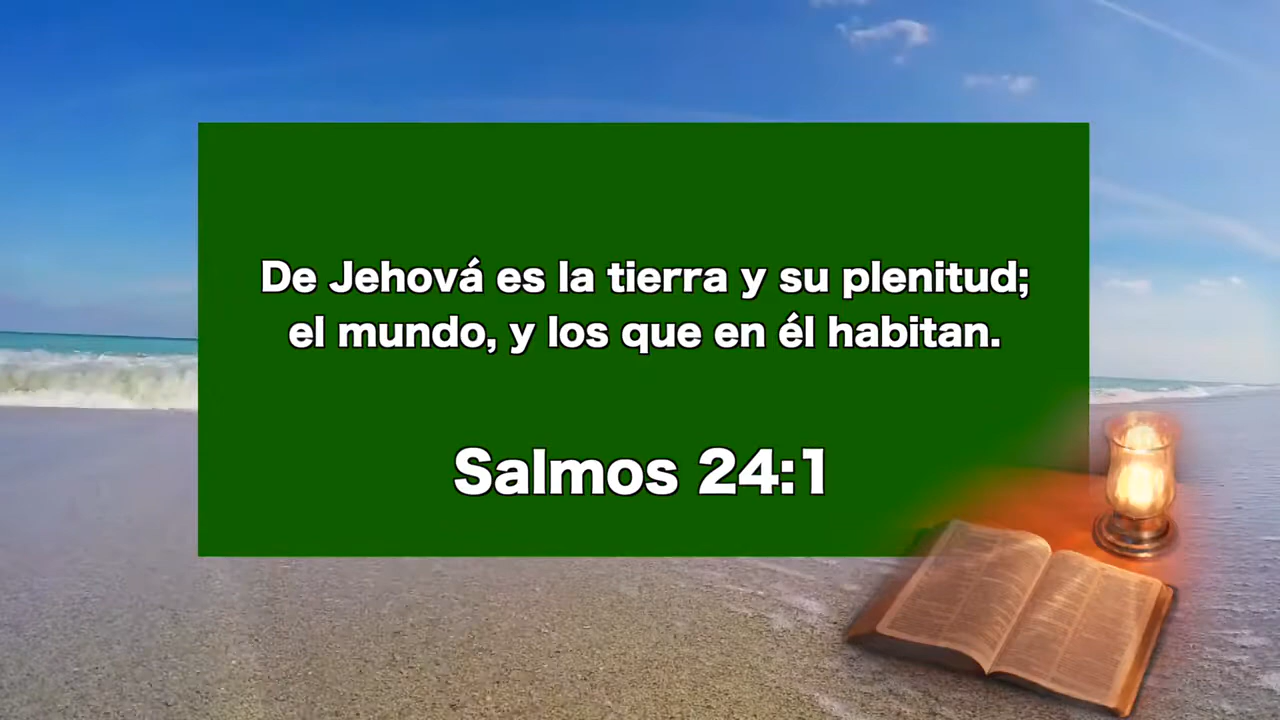 De Jehová es la tierra y su plenitud;
el mundo, y los que en él habitan.
Salmos 24:1